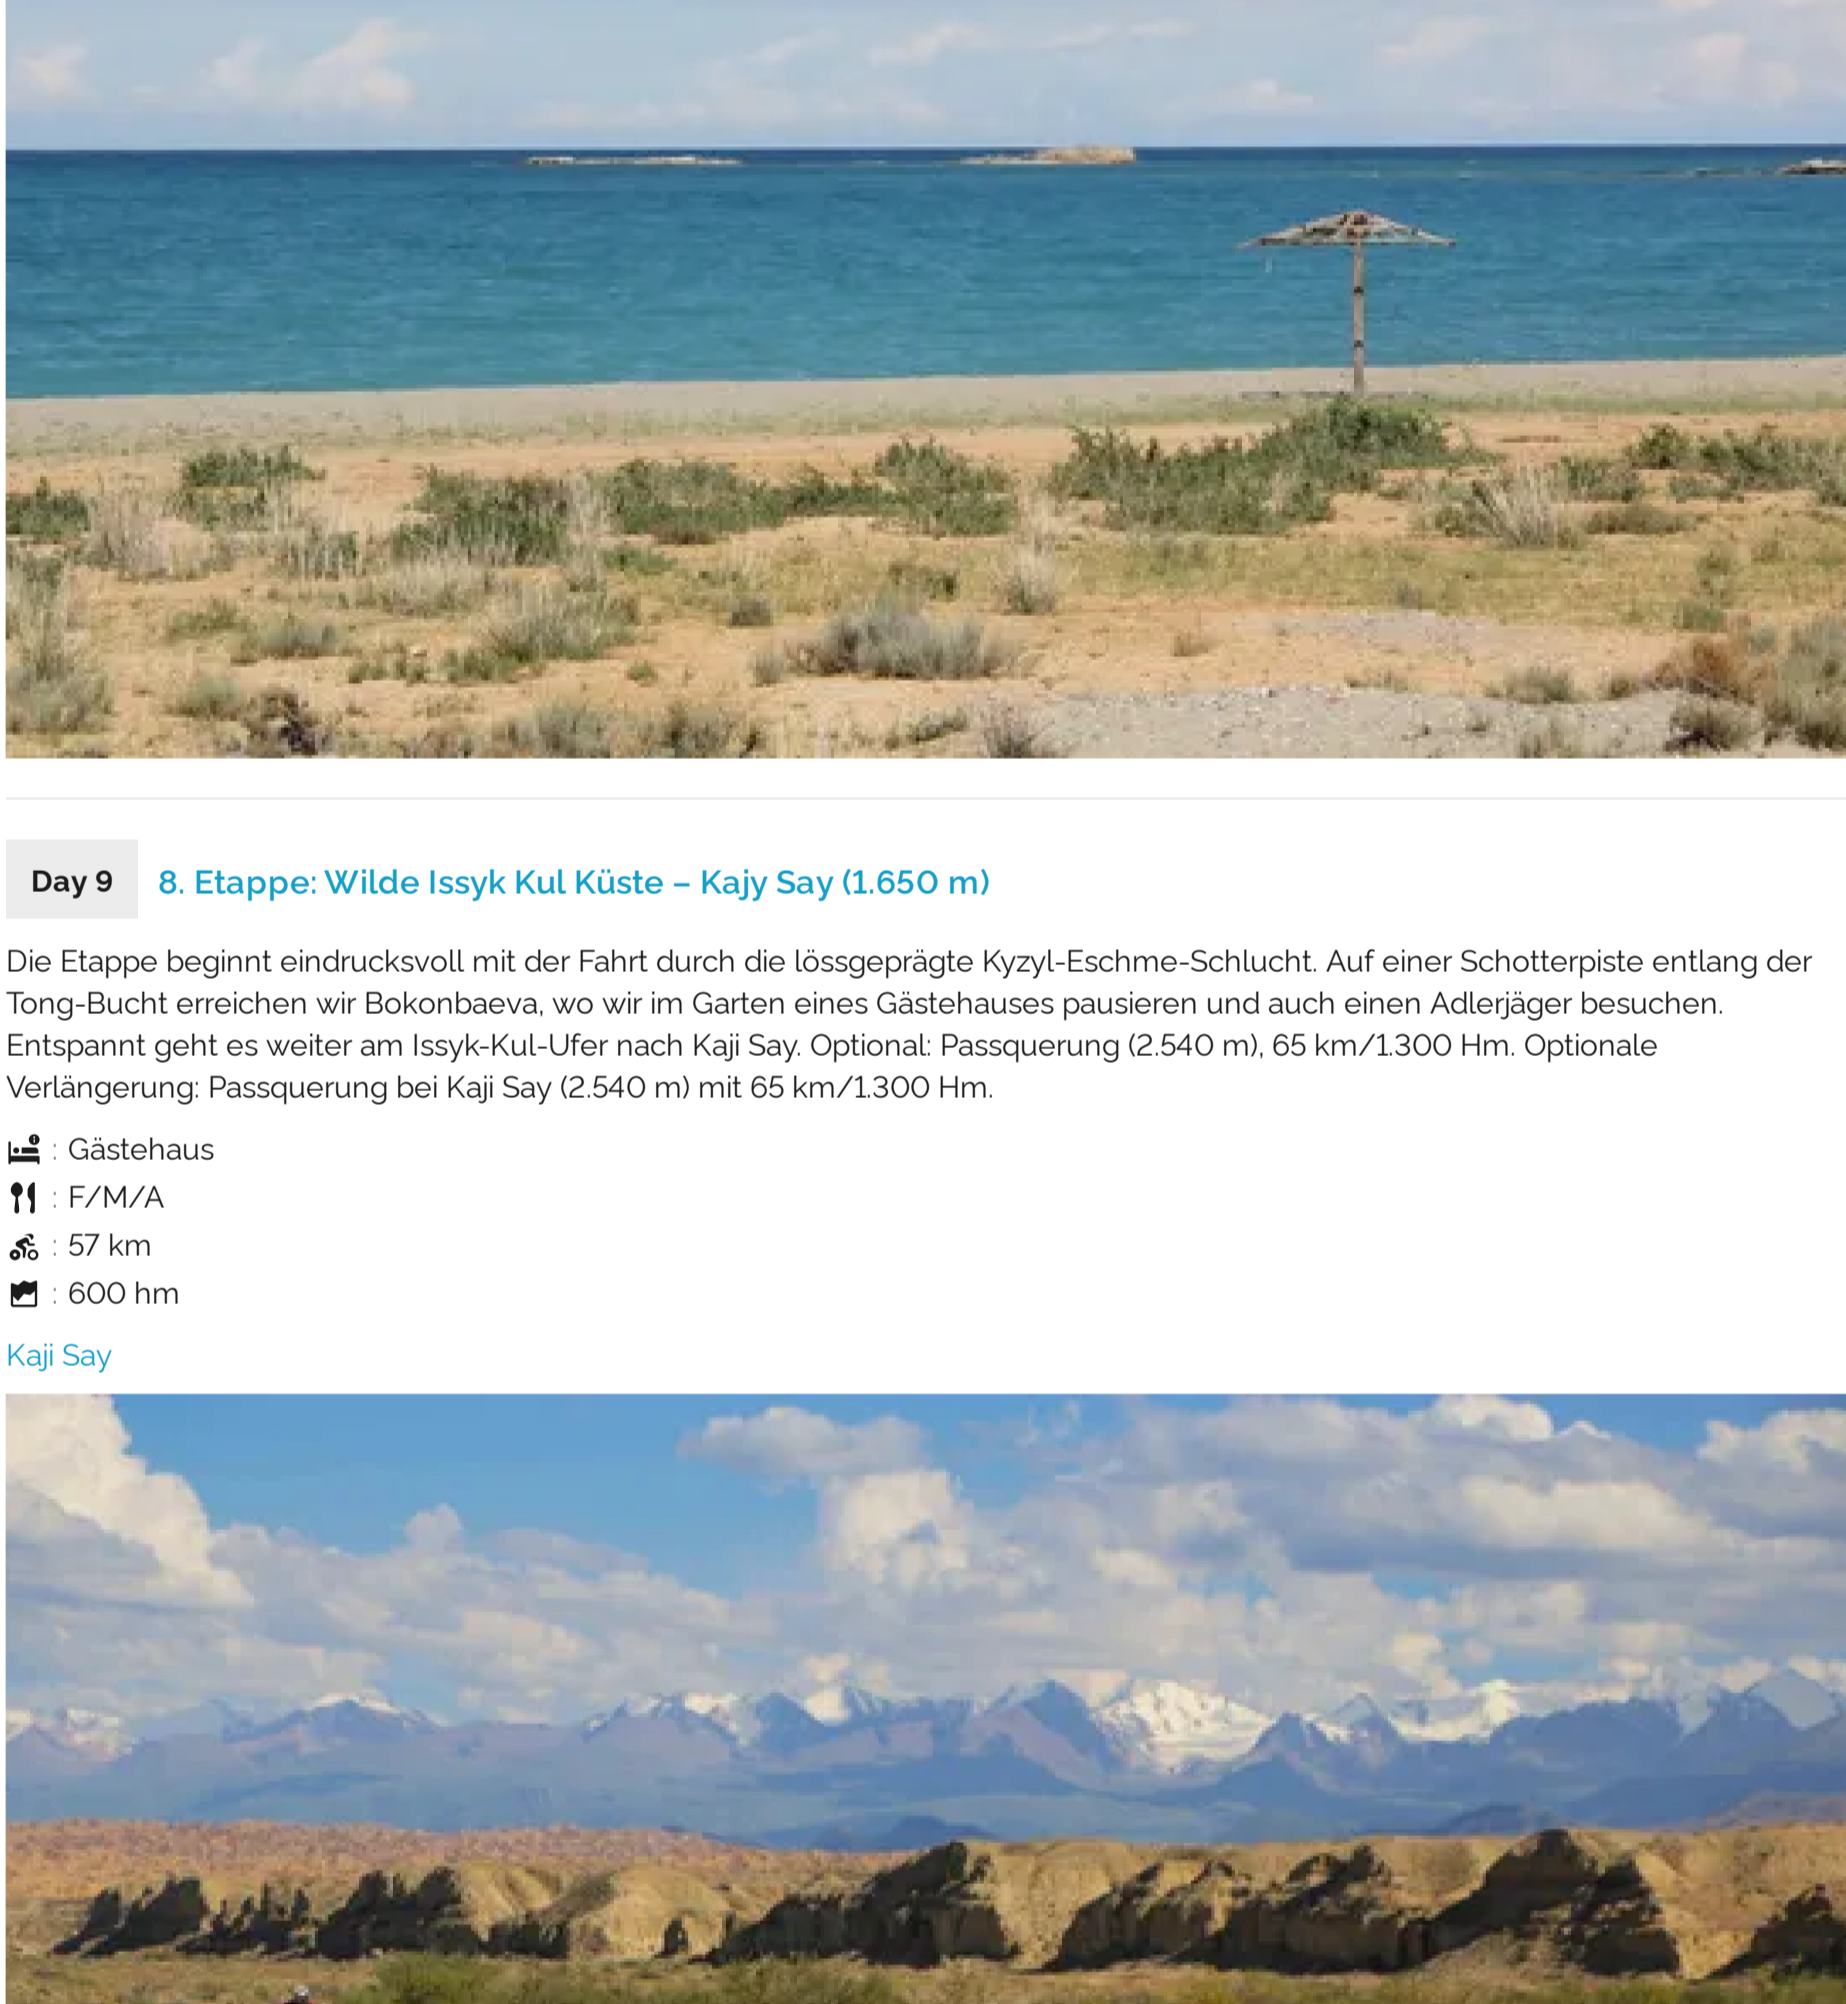 Day 9
8. Etappe: Wilde Issyk Kul Küste – Kajy Say (1.650 m)
Die Etappe beginnt eindrucksvoll mit der Fahrt durch die lössgeprägte Kyzyl-Eschme-Schlucht. Auf einer Schotterpiste entlang der
Tong-Bucht erreichen wir Bokonbaeva, wo wir im Garten eines Gästehauses pausieren und auch einen Adlerjäger besuchen.
Entspannt geht es weiter am Issyk-Kul-Ufer nach Kaji Say. Optional: Passquerung (2.540 m), 65 km/1.300 Hm. Optionale
Verlängerung: Passquerung bei Kaji Say (2.540 m) mit 65 km/1.300 Hm.
: Gästehaus
: F/M/A
: 57 km
: 600 hm
Kaji Say